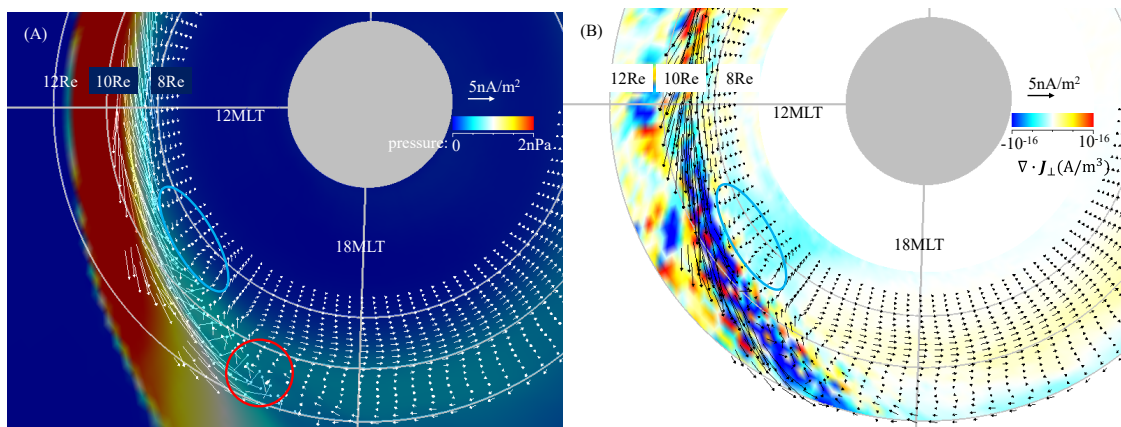 (A)
12Re 10Re 8Re
12MLT
5nA/m²
pressure: 0 2nPa
18MLT
(B)
12Re 10Re 8Re
12MLT
5nA/m²
-10⁻¹⁶ 10⁻¹⁶
∇ · J⊥(A/m³)
18MLT